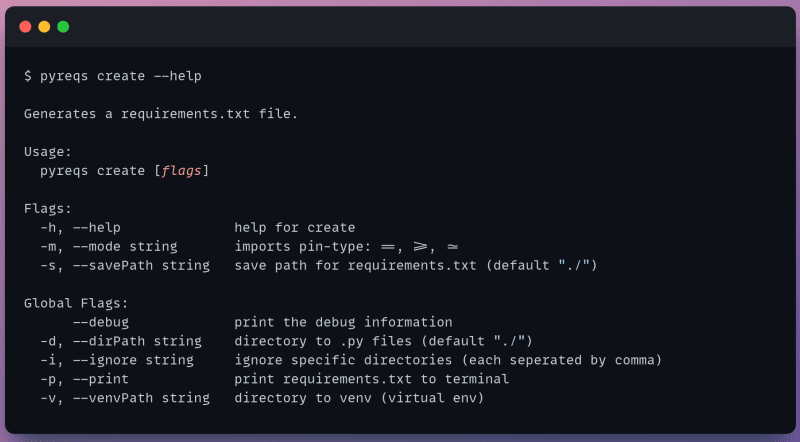 $ pyreqs create --help
Generates a requirements.txt file.
Usage:
pyreqs create [flags]
Flags:
-h, --help help for create
-m, --mode string imports pin-type: ==, >=, ~=
-s, --savePath string save path for requirements.txt (default "./")
Global Flags:
--debug print the debug information
-d, --dirPath string directory to .py files (default "./")
-i, --ignore string ignore specific directories (each seperated by comma)
-p, --print print requirements.txt to terminal
-v, --venvPath string directory to venv (virtual env)